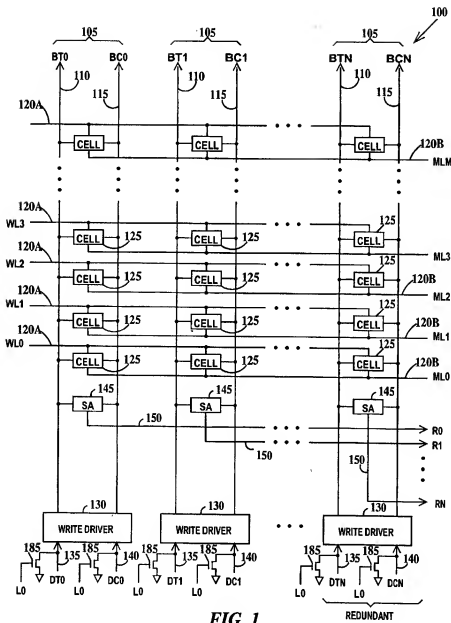 100
105 105 105
BT0 BC0 BT1 BC1 BTN BCN
110 115 110 115 110 115
120A
CELL CELL CELL
120B
MLM
120A
WL3 125
CELL 125 CELL 125 CELL
120B
ML3
120A
WL2 125
CELL 125 CELL 125 CELL
120B
ML2
120A
WL1 125
CELL 125 CELL 125 CELL
120B
ML1
120A
WL0 125
CELL 125 CELL 125 CELL
120B
ML0
145 145 145
SA SA SA
150 R0
150 R1
150
RN
130 130 130
WRITE DRIVER WRITE DRIVER WRITE DRIVER
185 135 185 140 185 135 185 140 185 135 185 140
L0 DT0 L0 DC0 L0 DT1 L0 DC1 L0 DTN L0 DCN
REDUNDANT
FIG. 1